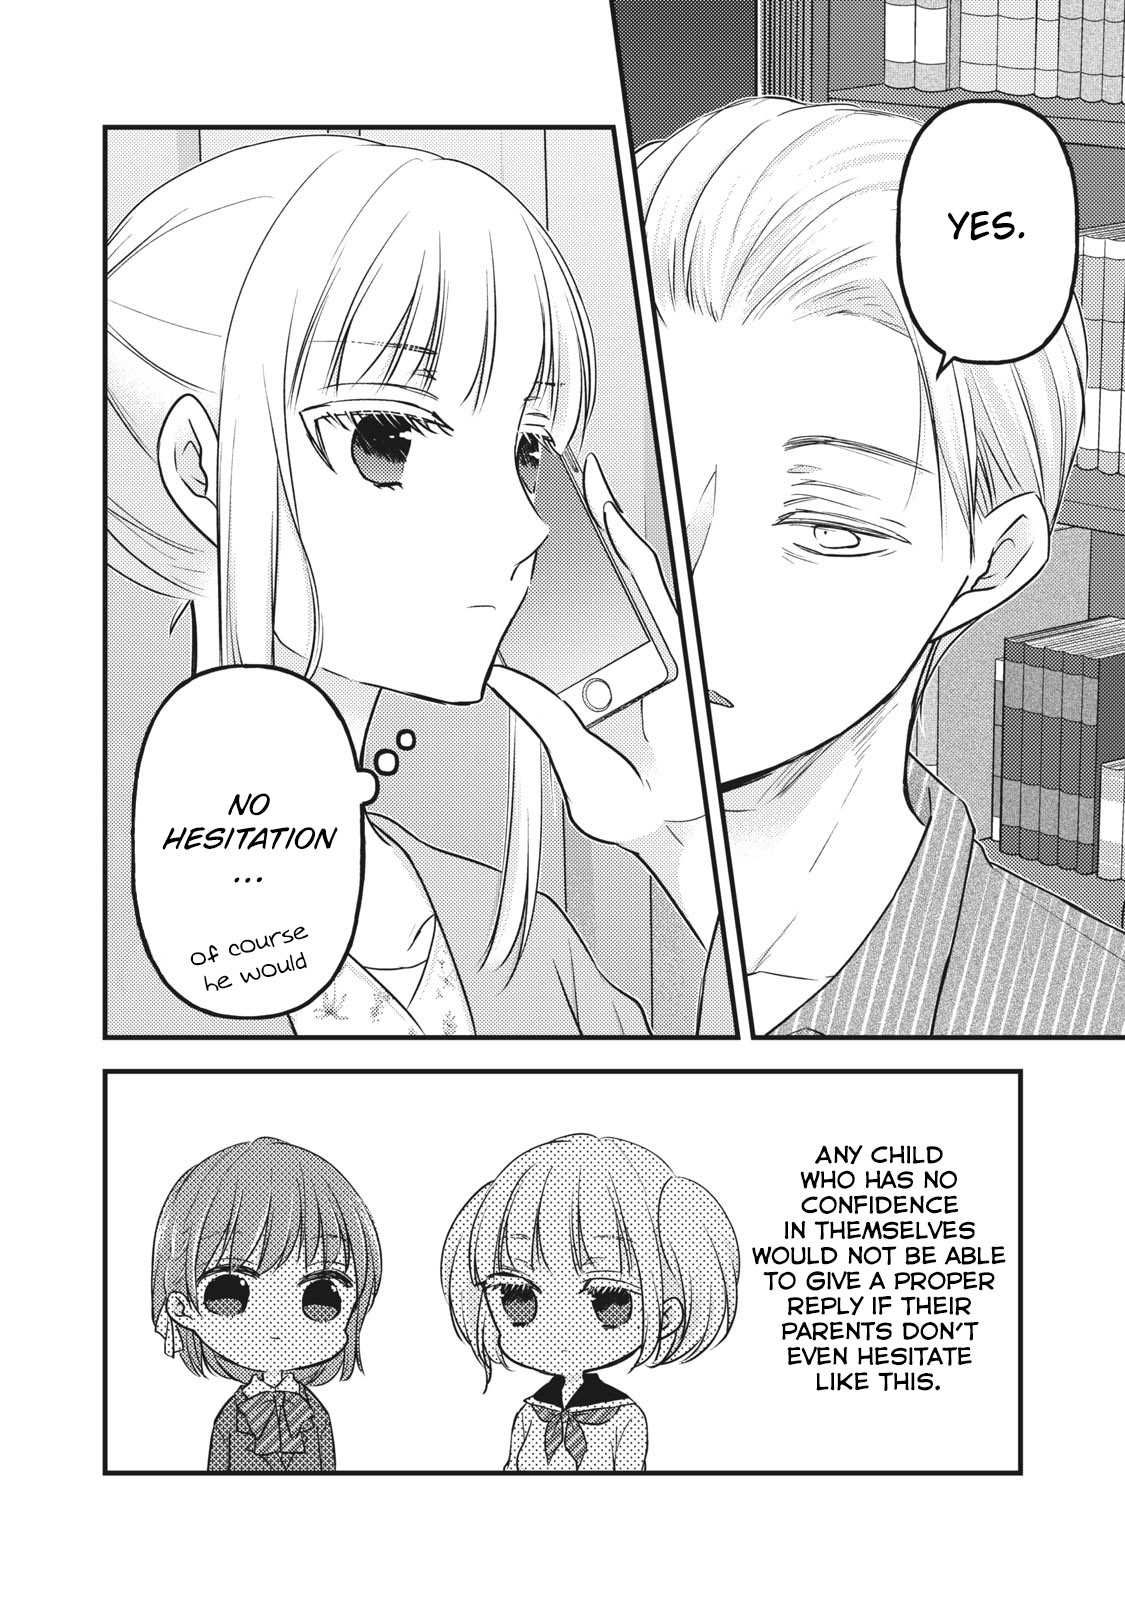 YES.
NO
HESITATION
...
of course
he would
ANY CHILD
WHO HAS NO
CONFIDENCE
IN THEMSELVES
WOULD NOT BE ABLE
TO GIVE A PROPER
REPLY IF THEIR
PARENTS DON'T
EVEN HESITATE
LIKE THIS.